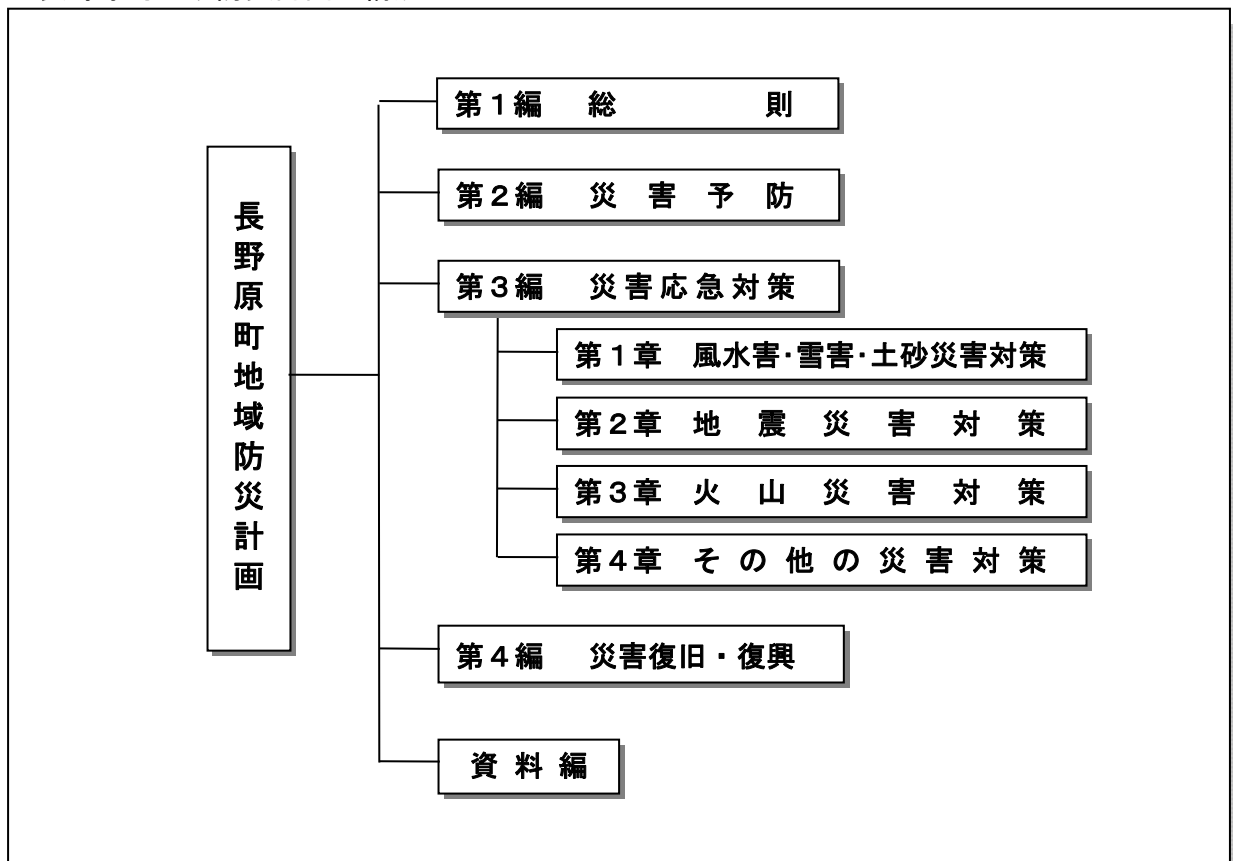 長野原町地域防災計画
第1編 総則
第2編 災害予防
第3編 災害応急対策
第1章 風水害・雪害・土砂災害対策
第2章 地震災害対策
第3章 火山災害対策
第4章 その他の災害対策
第4編 災害復旧・復興
資料編